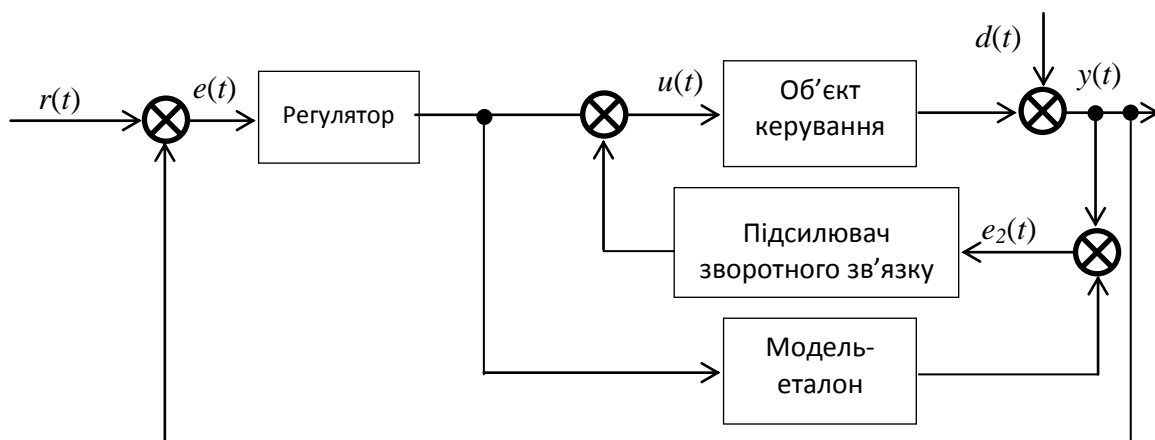 d(t)
r(t)
e(t)
Регулятор
u(t)
Об’єкт
керування
y(t)
Підсилювач
зворотного зв’язку
e₂(t)
Модель-
еталон